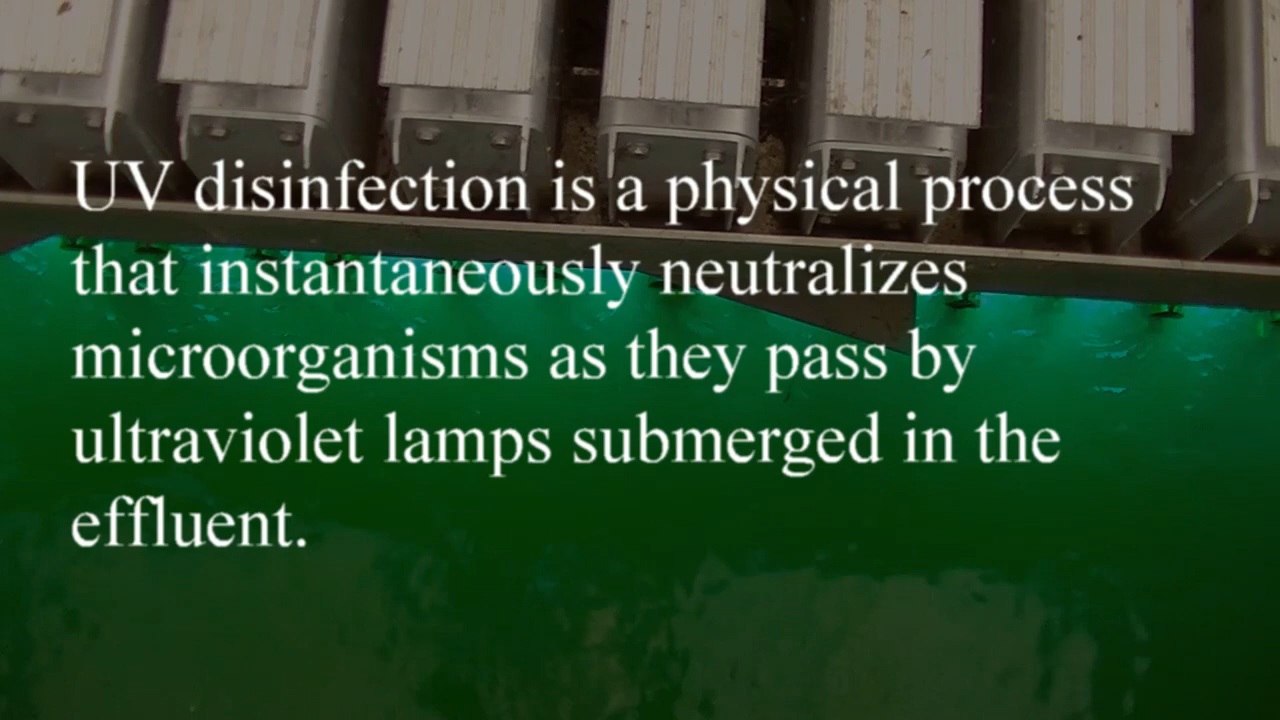 UV disinfection is a physical process
that instantaneously neutralizes
microorganisms as they pass by
ultraviolet lamps submerged in the
effluent.